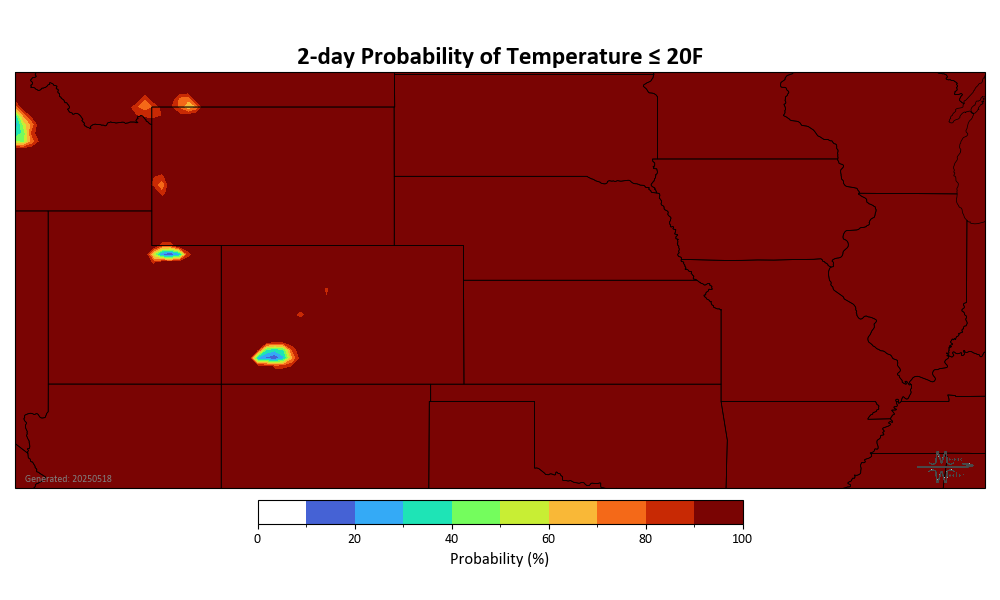 2-day Probability of Temperature ≤ 20F
Generated: 20250518
0 20 40 60 80 100
Probability (%)